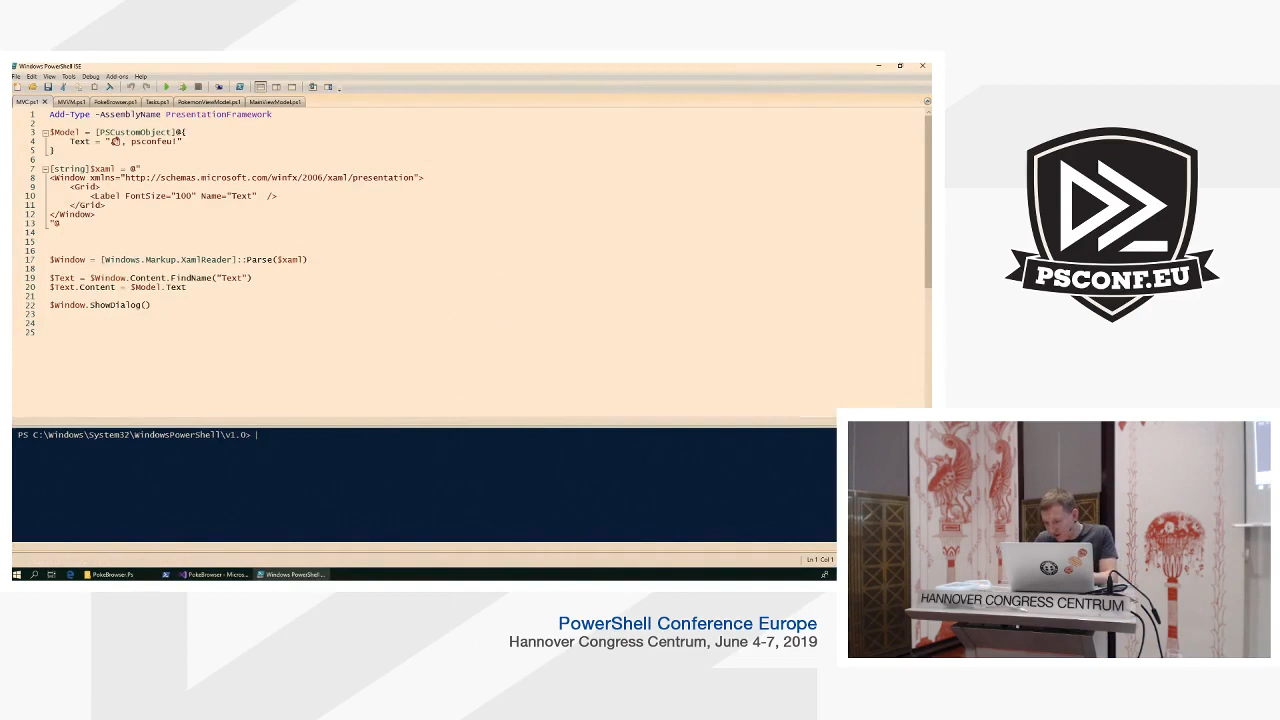 Windows PowerShell ISE
File Edit View Tools Debug Add-ons Help
MVC.ps1 MVVM.ps1 PokeBrowser.ps1 Tasks.ps1 PokemonViewModel.ps1 MainViewModel.ps1
1 Add-Type -AssemblyName PresentationFramework
2
3 $Model = [PSCustomObject]@{
4 Text = ", psconfeu!"
5 }
6
7 [string]$xaml = @"
8 <Window xmlns="http://schemas.microsoft.com/winfx/2006/xaml/presentation">
9 <Grid>
10 <Label FontSize="100" Name="Text" />
11 </Grid>
12 </Window>
13 "@
14
15
16
17 $Window = [Windows.Markup.XamlReader]::Parse($xaml)
18
19 $Text = $Window.Content.FindName("Text")
20 $Text.Content = $Model.Text
21
22 $Window.ShowDialog()
23
24
25
PS C:\Windows\System32\WindowsPowerShell\v1.0>
Ln 1 Col 1
PokeBrowser.Ps PokeBrowser - Micros... Windows PowerShell...
PSCONF.EU
HANNOVER CONGRESS CENTRUM
PowerShell Conference Europe
Hannover Congress Centrum, June 4-7, 2019